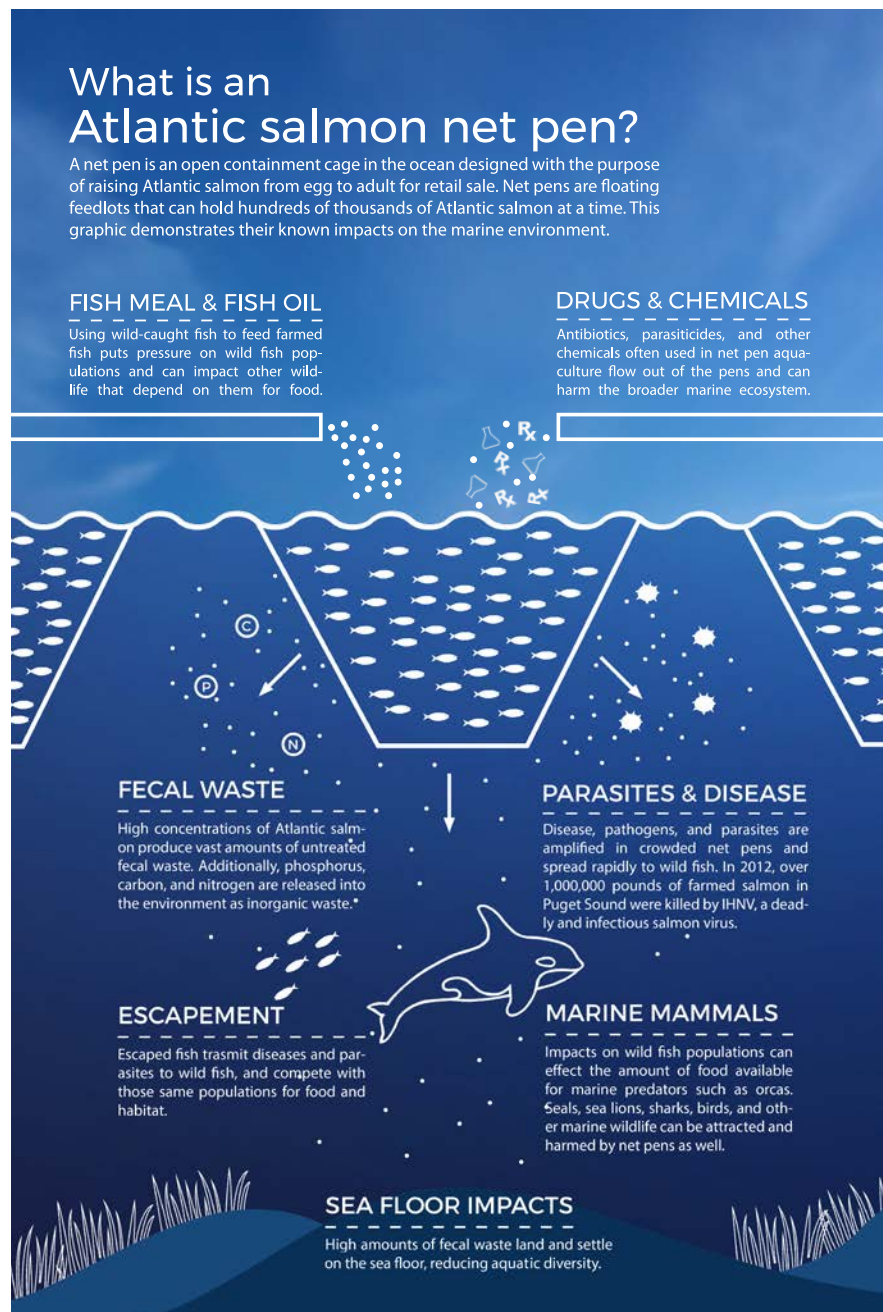 What is an
Atlantic salmon net pen?
A net pen is an open containment cage in the ocean designed with the purpose
of raising Atlantic salmon from egg to adult for retail sale. Net pens are floating
feedlots that can hold hundreds of thousands of Atlantic salmon at a time. This
graphic demonstrates their known impacts on the marine environment.
FISH MEAL & FISH OIL
Using wild-caught fish to feed farmed
fish puts pressure on wild fish pop-
ulations and can impact other wild-
life that depend on them for food.
DRUGS & CHEMICALS
Antibiotics, parasiticides, and other
chemicals often used in net pen aqua-
culture flow out of the pens and can
harm the broader marine ecosystem.
Rx
Rx
Rx
Rx
C
P
N
FECAL WASTE
High concentrations of Atlantic salm-
on produce vast amounts of untreated
fecal waste. Additionally, phosphorus,
carbon, and nitrogen are released into
the environment as inorganic waste.
PARASITES & DISEASE
Disease, pathogens, and parasites are
amplified in crowded net pens and
spread rapidly to wild fish. In 2012, over
1,000,000 pounds of farmed salmon in
Puget Sound were killed by IHNV, a dead-
ly and infectious salmon virus.
ESCAPEMENT
Escaped fish trasmit diseases and par-
asites to wild fish, and compete with
those same populations for food and
habitat.
MARINE MAMMALS
Impacts on wild fish populations can
effect the amount of food available
for marine predators such as orcas.
Seals, sea lions, sharks, birds, and oth-
er marine wildlife can be attracted and
harmed by net pens as well.
SEA FLOOR IMPACTS
High amounts of fecal waste land and settle
on the sea floor, reducing aquatic diversity.